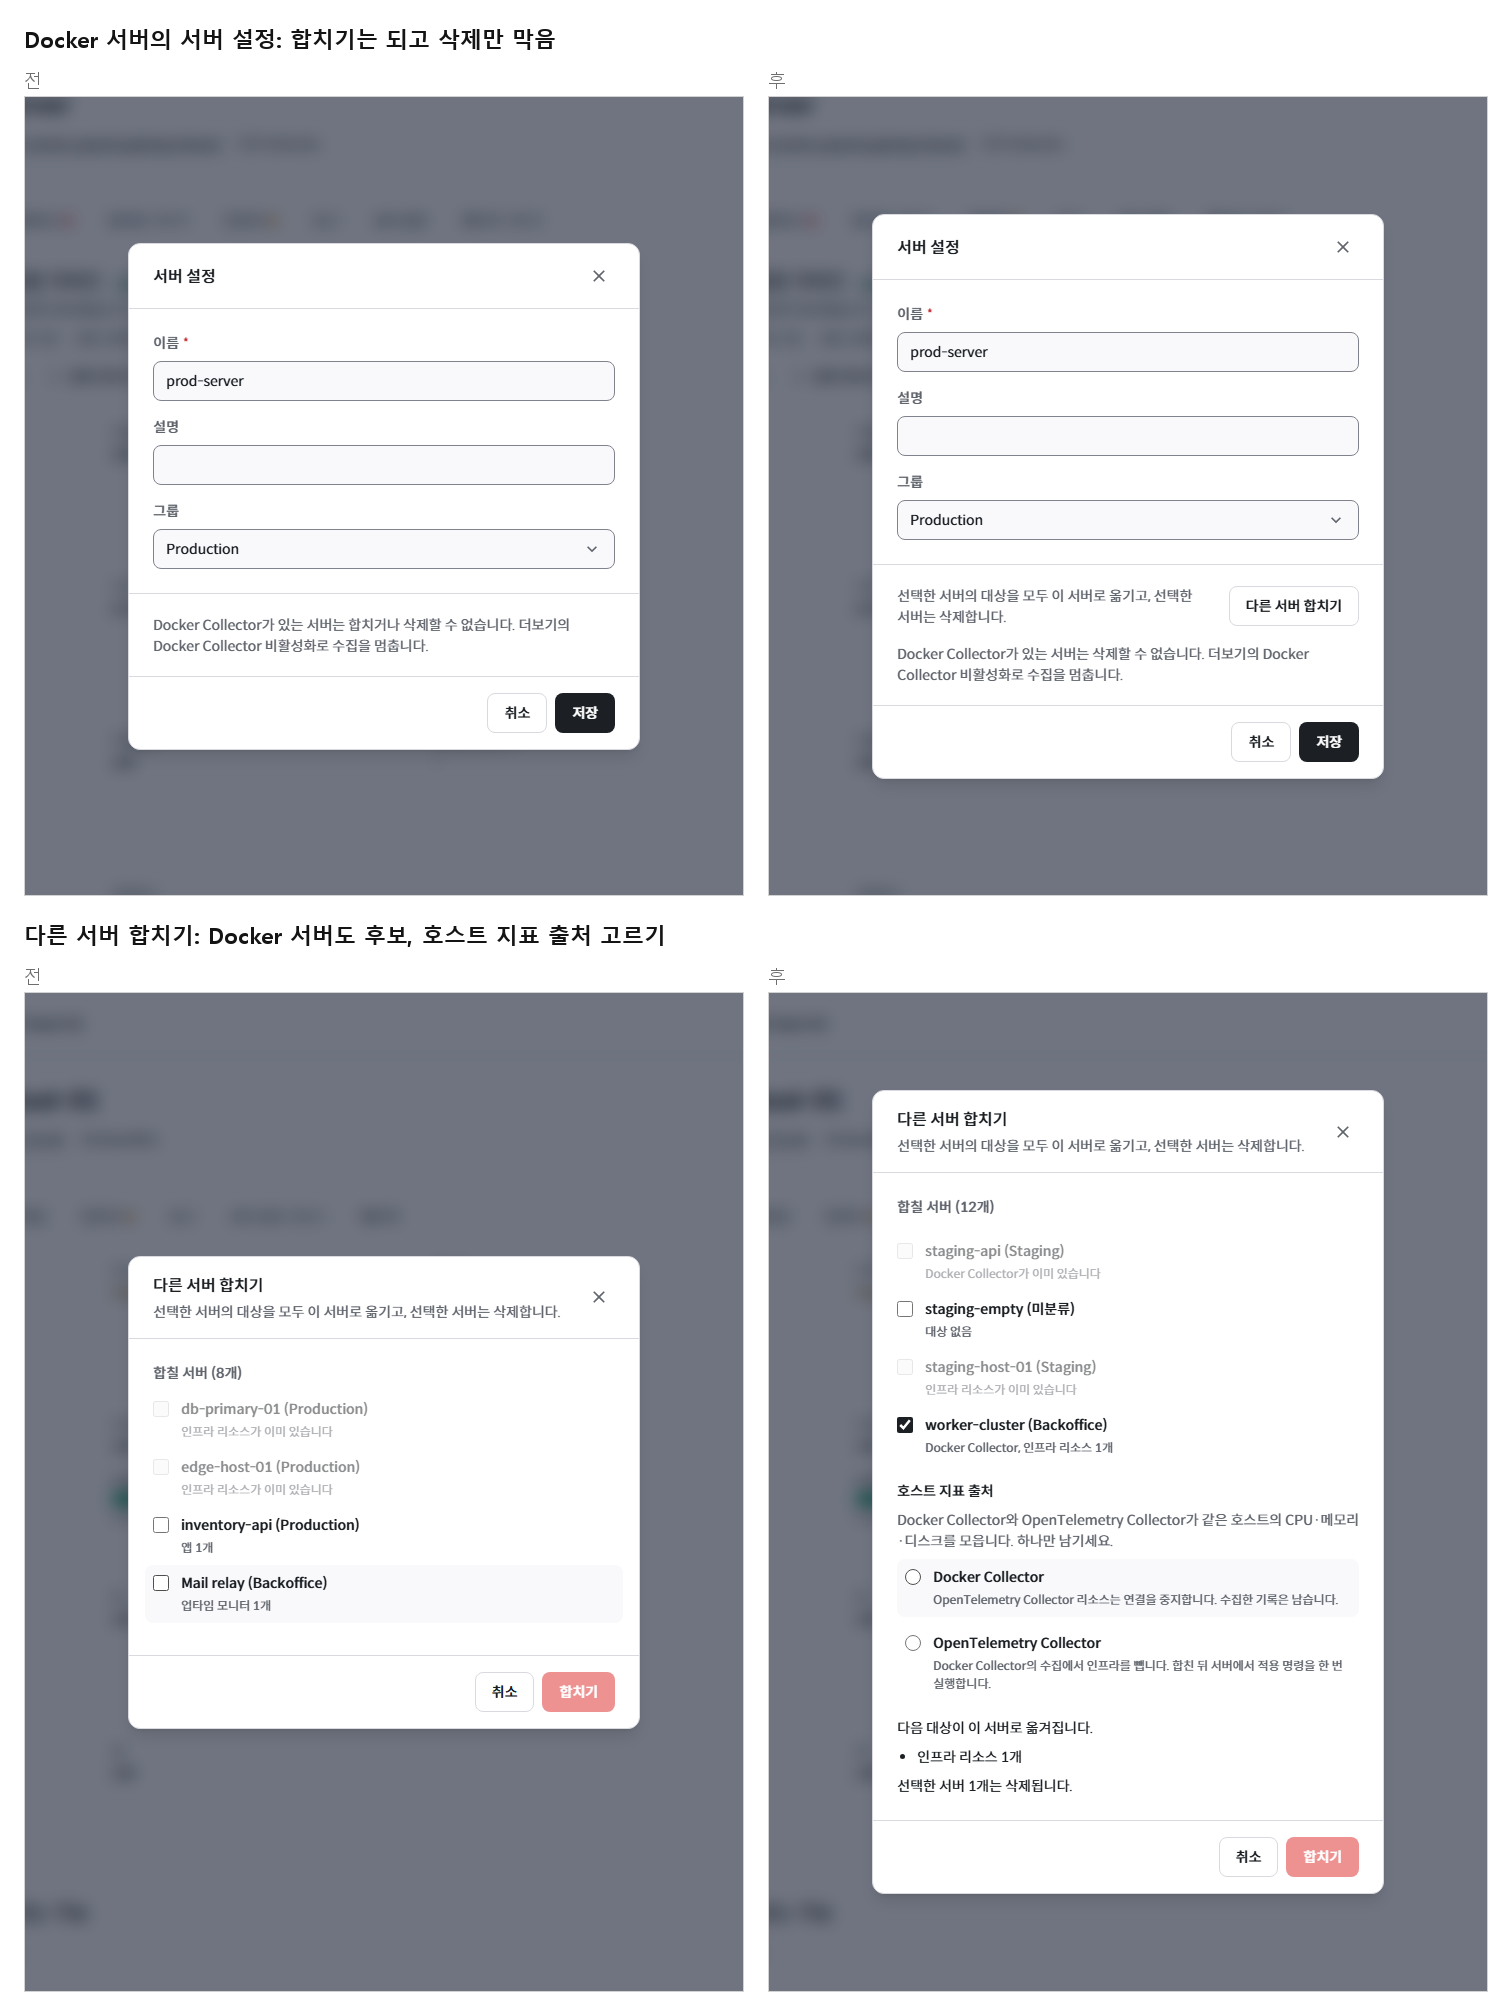 Docker 서버의 서버 설정: 합치기는 되고 삭제만 막음
전
서버 설정
이름 *
prod-server
설명
그룹
Production
Docker Collector가 있는 서버는 합치거나 삭제할 수 없습니다. 더보기의
Docker Collector 비활성화로 수집을 멈춥니다.
취소
저장
후
서버 설정
이름 *
prod-server
설명
그룹
Production
선택한 서버의 대상을 모두 이 서버로 옮기고, 선택한
서버는 삭제합니다.
다른 서버 합치기
Docker Collector가 있는 서버는 삭제할 수 없습니다. 더보기의 Docker
Collector 비활성화로 수집을 멈춥니다.
취소
저장
다른 서버 합치기: Docker 서버도 후보, 호스트 지표 출처 고르기
전
다른 서버 합치기
선택한 서버의 대상을 모두 이 서버로 옮기고, 선택한 서버는 삭제합니다.
합칠 서버 (8개)
db-primary-01 (Production)
인프라 리소스가 이미 있습니다
edge-host-01 (Production)
인프라 리소스가 이미 있습니다
inventory-api (Production)
앱 1개
Mail relay (Backoffice)
업타임 모니터 1개
취소
합치기
후
다른 서버 합치기
선택한 서버의 대상을 모두 이 서버로 옮기고, 선택한 서버는 삭제합니다.
합칠 서버 (12개)
staging-api (Staging)
Docker Collector가 이미 있습니다
staging-empty (미분류)
대상 없음
staging-host-01 (Staging)
인프라 리소스가 이미 있습니다
worker-cluster (Backoffice)
Docker Collector, 인프라 리소스 1개
호스트 지표 출처
Docker Collector와 OpenTelemetry Collector가 같은 호스트의 CPU·메모리
·디스크를 모읍니다. 하나만 남기세요.
Docker Collector
OpenTelemetry Collector 리소스는 연결을 중지합니다. 수집한 기록은 남습니다.
OpenTelemetry Collector
Docker Collector의 수집에서 인프라를 뺍니다. 합친 뒤 서버에서 적용 명령을 한 번
실행합니다.
다음 대상이 이 서버로 옮겨집니다.
• 인프라 리소스 1개
선택한 서버 1개는 삭제됩니다.
취소
합치기